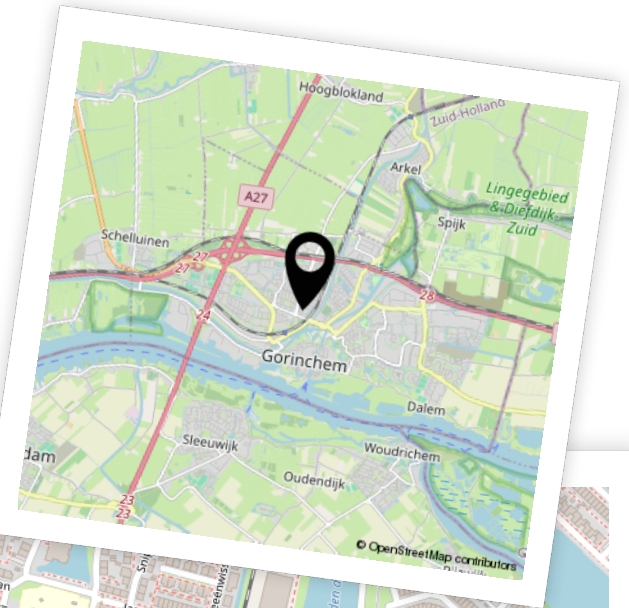 Hoogblokland
Zuid-Holland
Arkel
A27
Lingegebied
& Diefdijk-
Zuid
Spijk
Schelluinen
27
27
28
24
Gorinchem
Dalem
Sleeuwijk
Woudrichem
dam
Oudendijk
23
23
© OpenStreetMap contributors